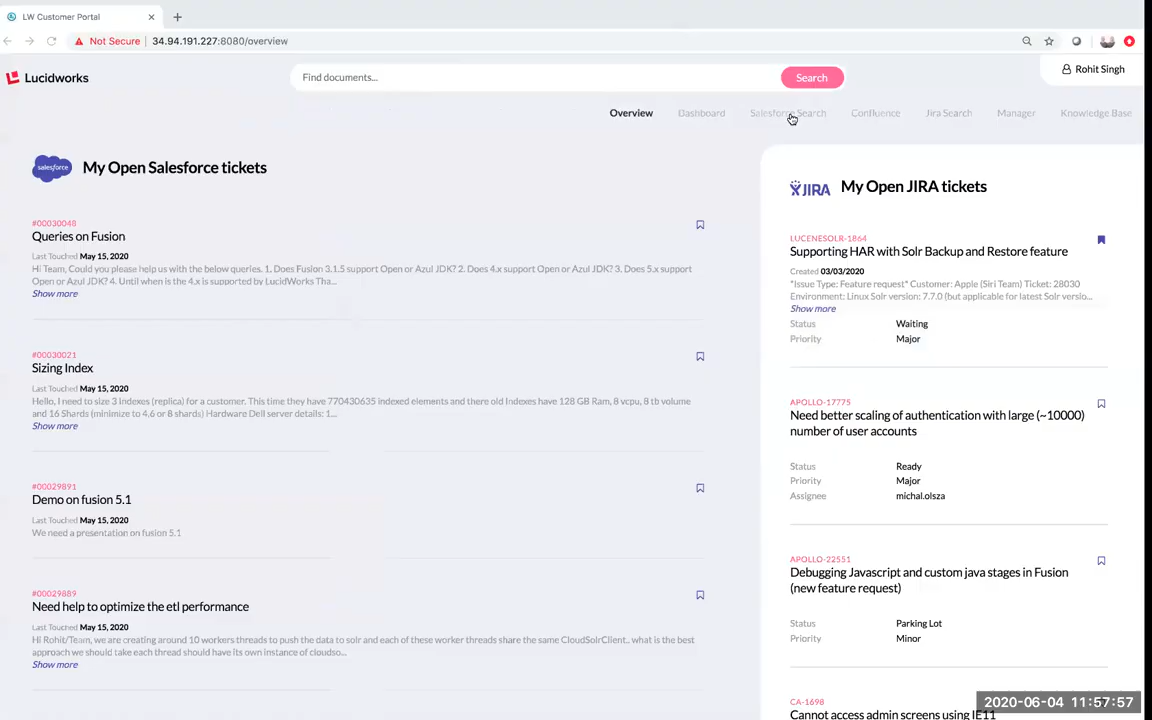 LW Customer Portal
Not Secure 34.94.191.227:8080/overview
Lucidworks
Find documents...
Search
Rohit Singh
Overview Dashboard Salesforce Search Confluence Jira Search Manager Knowledge Base
salesforce
My Open Salesforce tickets
#00030048
Queries on Fusion
Last Touched May 15, 2020
Hi Team, Could you please help us with the below queries. 1. Does Fusion 3.1.5 support Open or Azul JDK? 2. Does 4.x support Open or Azul JDK? 3. Does 5.x support
Open or Azul JDK? 4. Until when is the 4.x is supported by LucidWorks Tha...
Show more
#00030021
Sizing Index
Last Touched May 15, 2020
Hello, I need to size 3 Indexes (replica) for a customer. This time they have 770430635 indexed elements and there old Indexes have 128 GB Ram, 8 vcpu, 8 tb volume
and 16 Shards (minimize to 4.6 or 8 shards) Hardware Dell server details: 1...
Show more
#00029891
Demo on fusion 5.1
Last Touched May 15, 2020
We need a presentation on fusion 5.1
#00029889
Need help to optimize the etl performance
Last Touched May 15, 2020
Hi Rohit/Team, we are creating around 10 workers threads to push the data to solr and each of these worker threads share the same CloudSolrClient.. what is the best
approach we should take each thread should have its own instance of cloudso...
Show more
JIRA
My Open JIRA tickets
LUCENESOLR-1864
Supporting HAR with Solr Backup and Restore feature
Created 03/03/2020
*Issue Type: Feature request* Customer: Apple (Siri Team) Ticket: 28030
Environment: Linux Solr version: 7.7.0 (but applicable for latest Solr versio...
Show more
Status Waiting
Priority Major
APOLLO-17775
Need better scaling of authentication with large (~10000)
number of user accounts
Status Ready
Priority Major
Assignee michal.olsza
APOLLO-22551
Debugging Javascript and custom java stages in Fusion
(new feature request)
Status Parking Lot
Priority Minor
CA-1698
Cannot access admin screens using IE11
2020-06-04 11:57:57